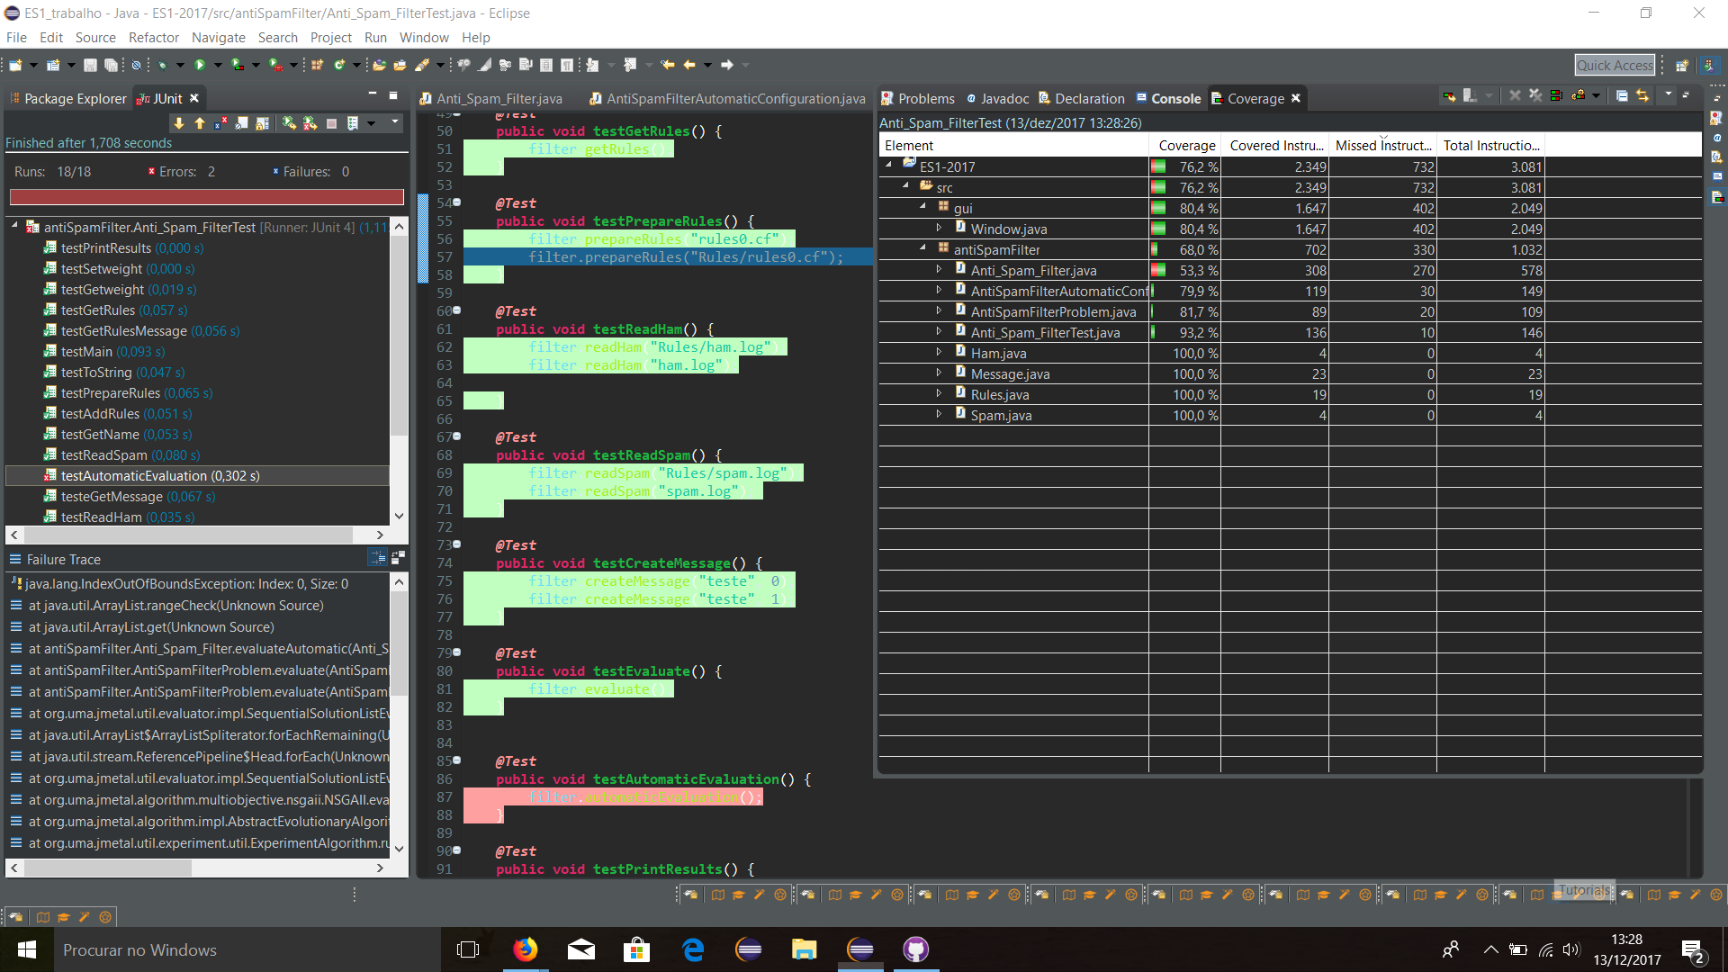 ES1_trabalho - Java - ES1-2017/src/antiSpamFilter/Anti_Spam_FilterTest.java - Eclipse
File Edit Source Refactor Navigate Search Project Run Window Help
Quick Access
Package Explorer JUnit
Finished after 1,708 seconds
Runs: 18/18 Errors: 2 Failures: 0
antiSpamFilter.Anti_Spam_FilterTest [Runner: JUnit 4] (1,11
testPrintResults (0,000 s)
testSetweight (0,000 s)
testGetweight (0,019 s)
testGetRules (0,057 s)
testGetRulesMessage (0,056 s)
testMain (0,093 s)
testToString (0,047 s)
testPrepareRules (0,065 s)
testAddRules (0,051 s)
testGetName (0,053 s)
testReadSpam (0,080 s)
testAutomaticEvaluation (0,302 s)
testeGetMessage (0,067 s)
testReadHam (0,035 s)
Failure Trace
java.lang.IndexOutOfBoundsException: Index: 0, Size: 0
at java.util.ArrayList.rangeCheck(Unknown Source)
at java.util.ArrayList.get(Unknown Source)
at antiSpamFilter.Anti_Spam_Filter.evaluateAutomatic(Anti_S
at antiSpamFilter.AntiSpamFilterProblem.evaluate(AntiSpaml
at antiSpamFilter.AntiSpamFilterProblem.evaluate(AntiSpaml
at org.uma.jmetal.util.evaluator.impl.SequentialSolutionListEv
at java.util.ArrayList$ArrayListSpliterator.forEachRemaining(U
at java.util.stream.ReferencePipeline$Head.forEach(Unknown
at org.uma.jmetal.util.evaluator.impl.SequentialSolutionListEv
at org.uma.jmetal.algorithm.multiobjective.nsgaii.NSGAII.eva
at org.uma.jmetal.algorithm.impl.AbstractEvolutionaryAlgori
at org.uma.jmetal.experiment.util.ExperimentAlgorithm.ru
Anti_Spam_Filter.java AntiSpamFilterAutomaticConfiguration.java
49 @Test
50 public void testGetRules() {
51 filter getRules()
52 }
53
54 @Test
55 public void testPrepareRules() {
56 filter prepareRules "rules0.cf"
57 filter.prepareRules("Rules/rules0.cf");
58 }
59
60 @Test
61 public void testReadHam() {
62 filter readHam "Rules/ham.log"
63 filter readHam "ham.log"
64
65 }
66
67 @Test
68 public void testReadSpam() {
69 filter readSpam "Rules/spam.log"
70 filter readSpam "spam.log"
71 }
72
73 @Test
74 public void testCreateMessage() {
75 filter createMessage "teste" 0
76 filter createMessage "teste" 1
77 }
78
79 @Test
80 public void testEvaluate() {
81 filter evaluate()
82 }
83
84
85 @Test
86 public void testAutomaticEvaluation() {
87 filter.automaticEvaluation();
88 }
89
90 @Test
91 public void testPrintResults() {
Problems Javadoc Declaration Console Coverage
Anti_Spam_FilterTest (13/dez/2017 13:28:26)
Element Coverage Covered Instru... Missed Instruct... Total Instructio...
ES1-2017 76,2 % 2.349 732 3.081
src 76,2 % 2.349 732 3.081
gui 80,4 % 1.647 402 2.049
Window.java 80,4 % 1.647 402 2.049
antiSpamFilter 68,0 % 702 330 1.032
Anti_Spam_Filter.java 53,3 % 308 270 578
AntiSpamFilterAutomaticConf 79,9 % 119 30 149
AntiSpamFilterProblem.java 81,7 % 89 20 109
Anti_Spam_FilterTest.java 93,2 % 136 10 146
Ham.java 100,0 % 4 0 4
Message.java 100,0 % 23 0 23
Rules.java 100,0 % 19 0 19
Spam.java 100,0 % 4 0 4
Tutorials
Procurar no Windows
13:28
13/12/2017
2